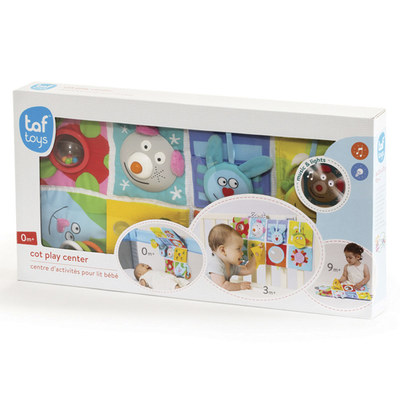 taf
toys
music & lights
0m+
cot play center
centre d'activités pour lit bébé
0m+
3m+
9m+